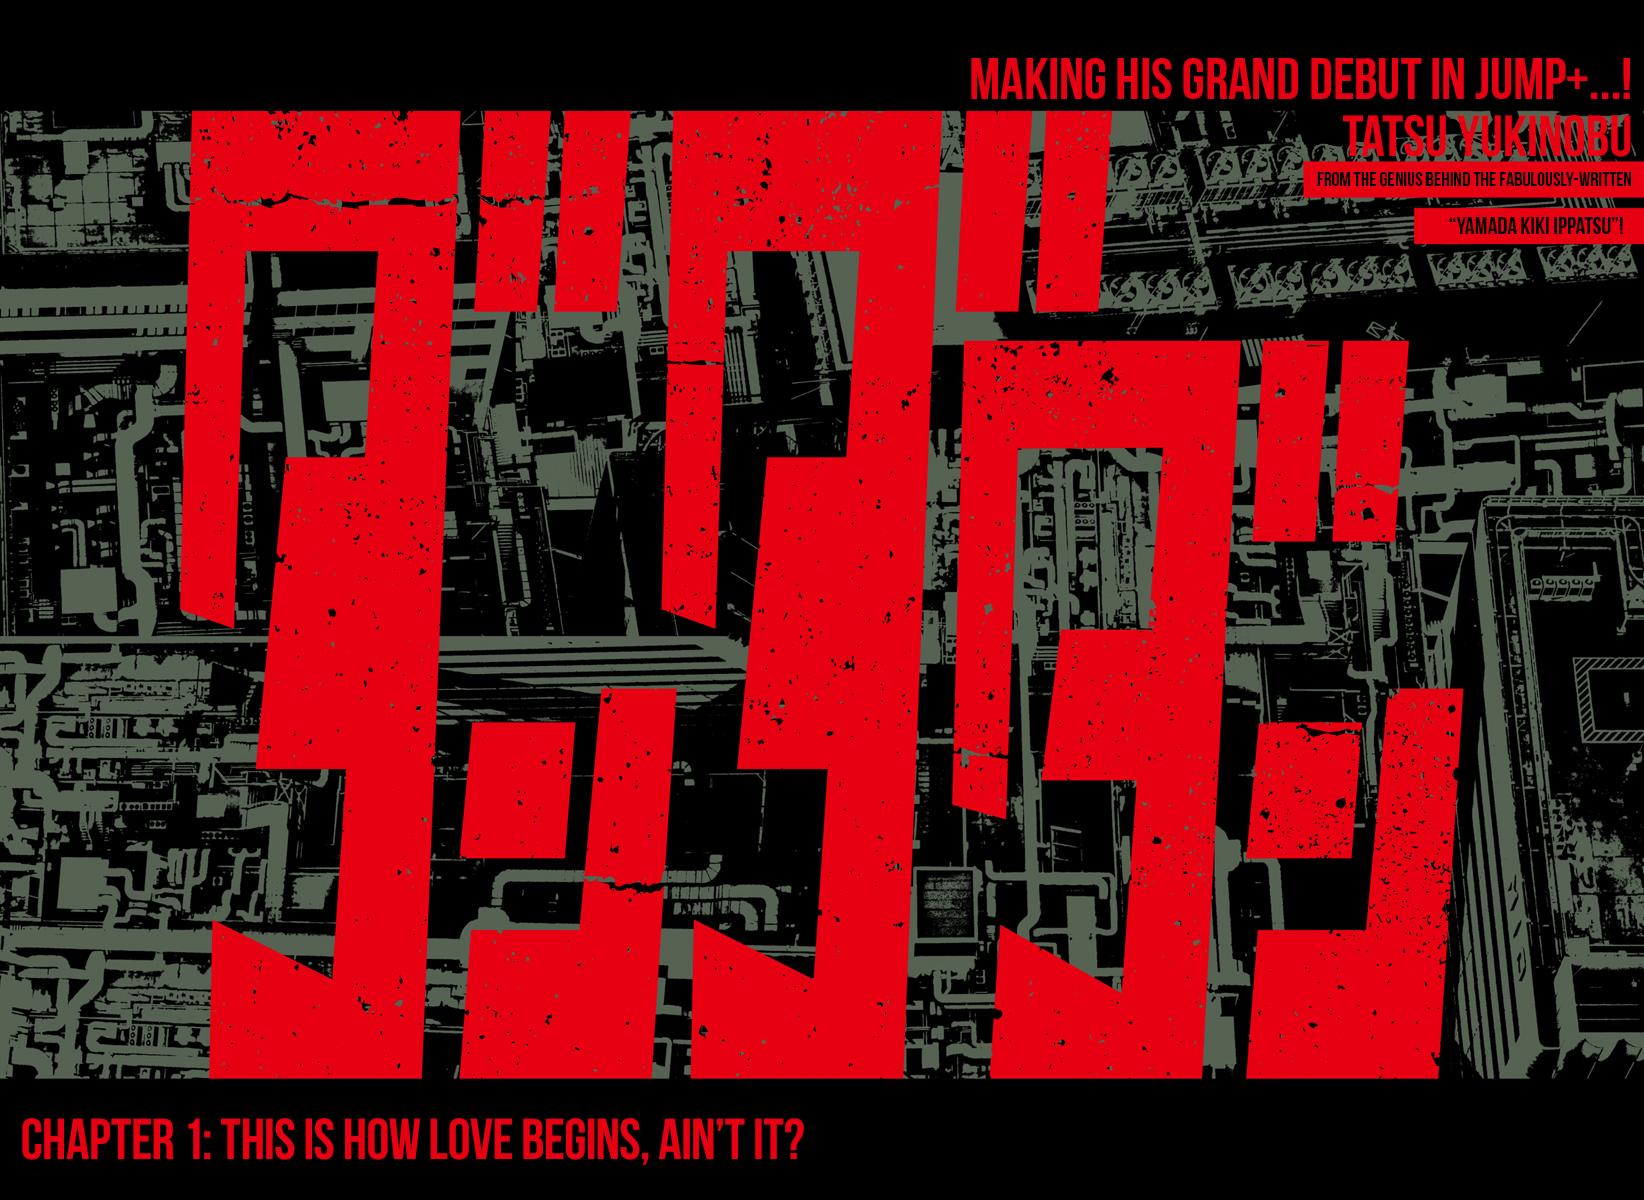 MAKING HIS GRAND DEBUT IN JUMP+...!
TATSU YUKINOBU
FROM THE GENIUS BEHIND THE FABULOUSLY-WRITTEN
“YAMADA KIKI IPPATSU”!
ダンダダン
CHAPTER 1: THIS IS HOW LOVE BEGINS, AIN’T IT?